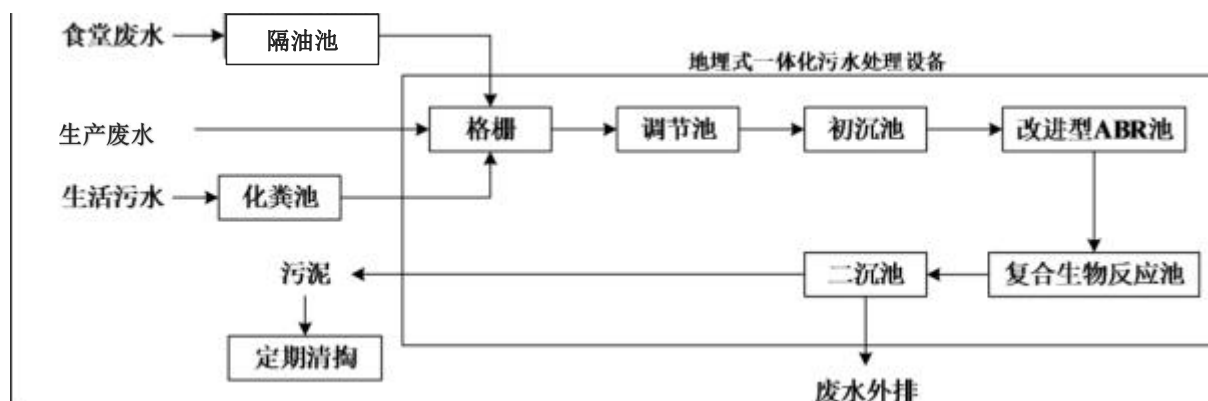 食堂废水
隔油池
地埋式一体化污水处理设备
生产废水
格栅
调节池
初沉池
改进型ABR池
生活污水
化粪池
污泥
二沉池
复合生物反应池
定期清掏
废水外排